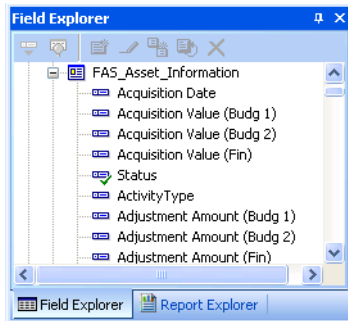 Field Explorer
FAS_Asset_Information
Acquisition Date
Acquisition Value (Budg 1)
Acquisition Value (Budg 2)
Acquisition Value (Fin)
Status
ActivityType
Adjustment Amount (Budg 1)
Adjustment Amount (Budg 2)
Adjustment Amount (Fin)
Field Explorer Report Explorer